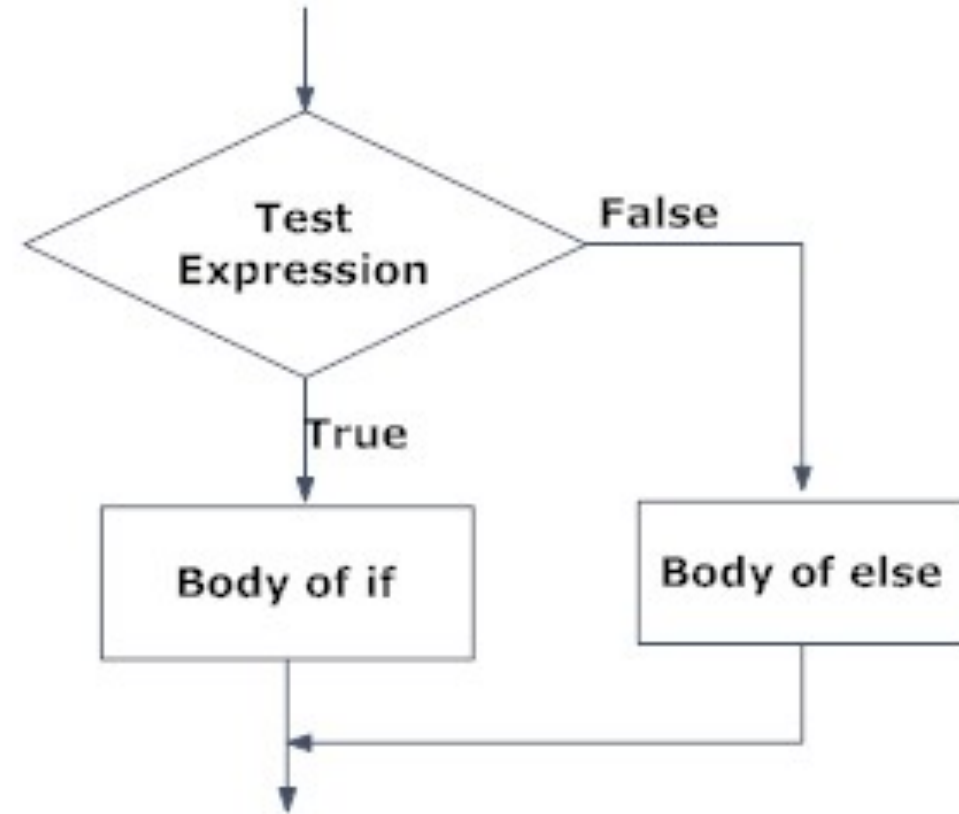 Test
Expression
False
True
Body of if
Body of else